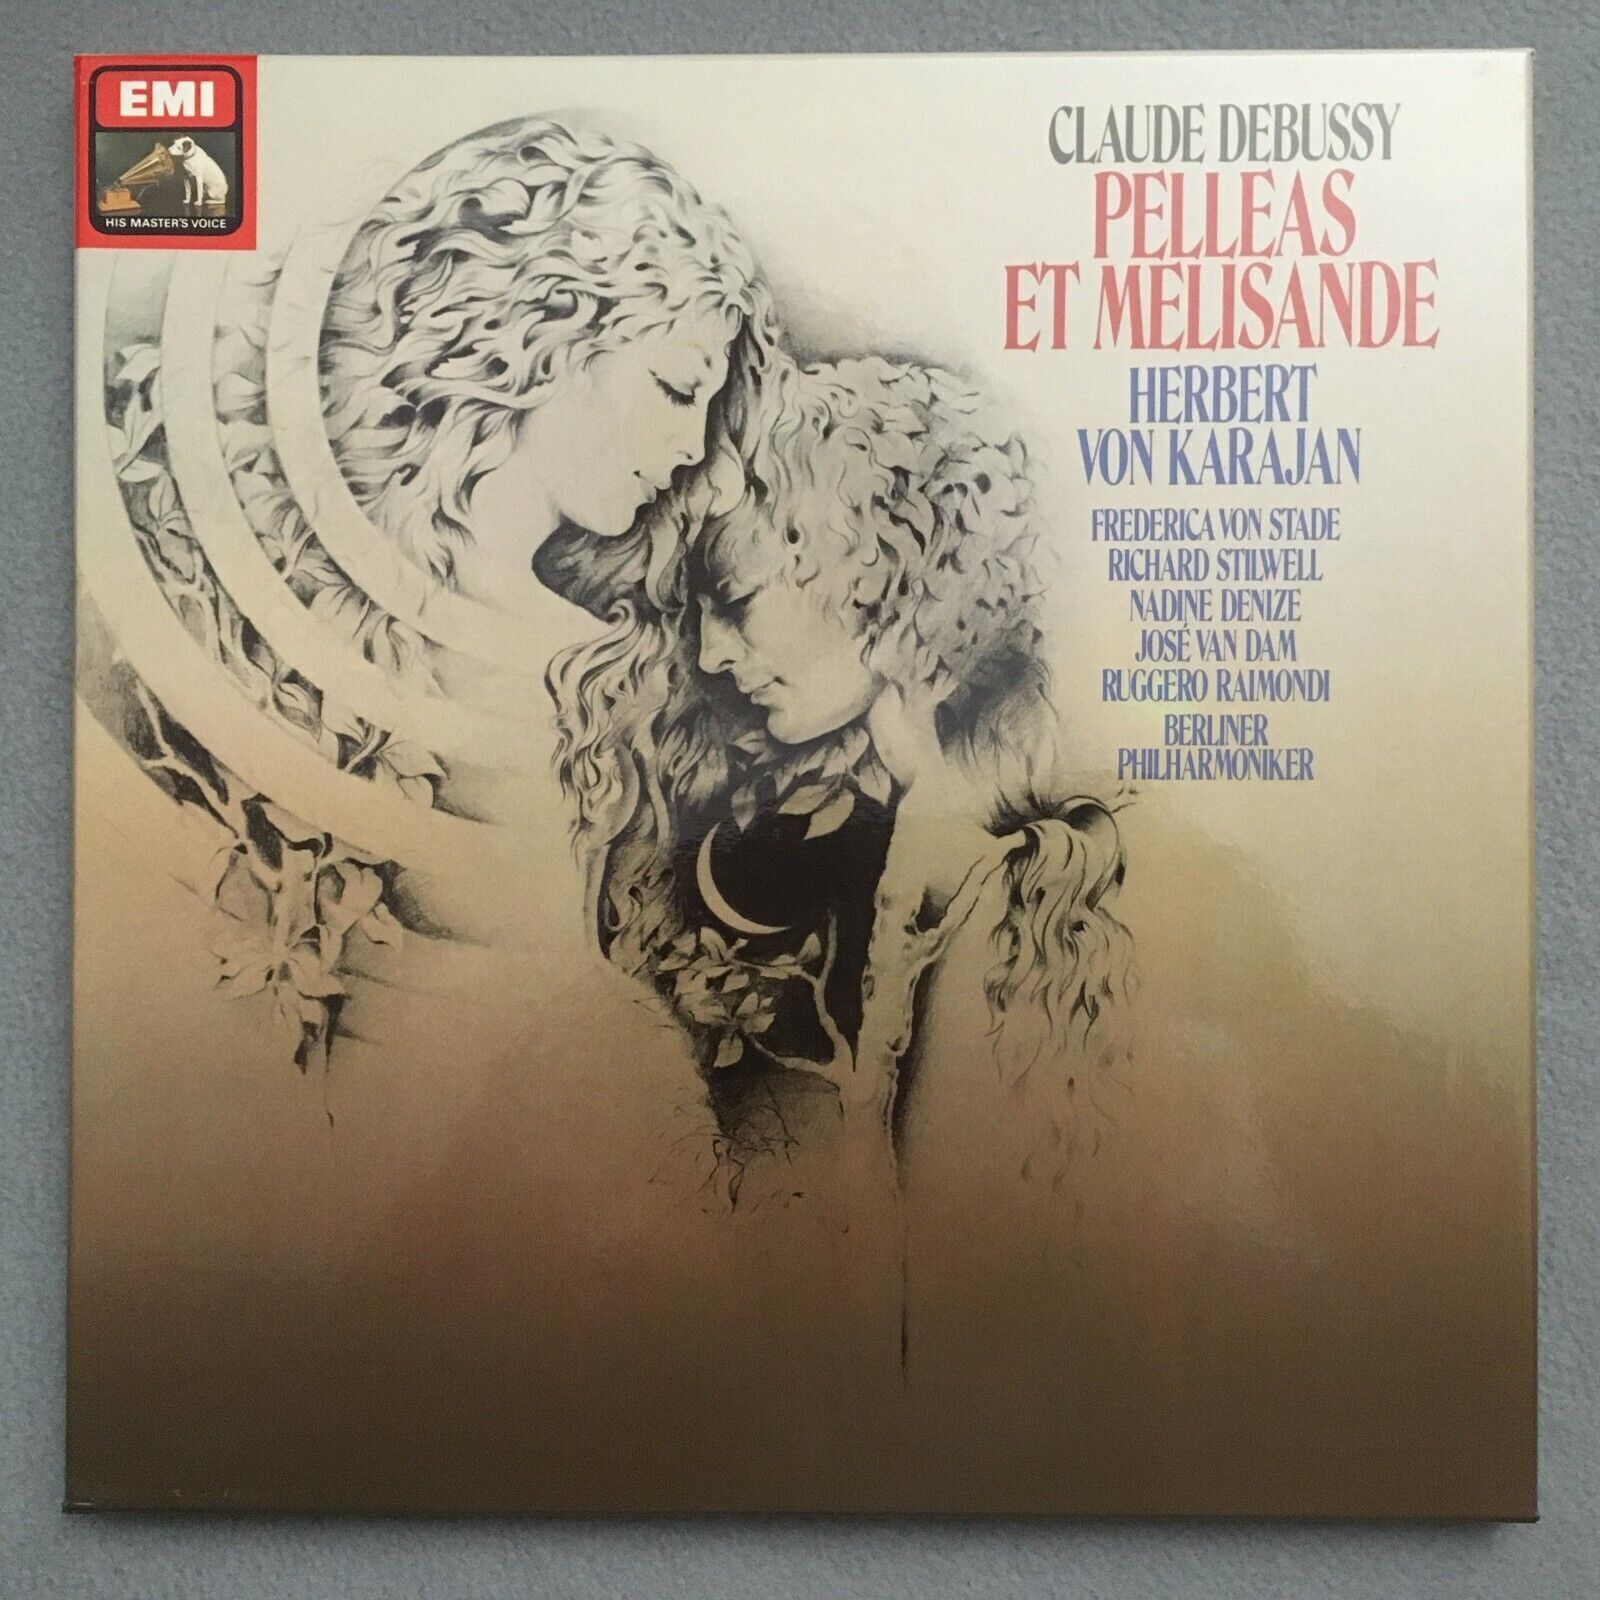 EMI
HIS MASTER'S VOICE
CLAUDE DEBUSSY
PELLEAS
ET MELISANDE
HERBERT
VON KARAJAN
FREDERICA VON STADE
RICHARD STILWELL
NADINE DENIZE
JOSÉ VAN DAM
RUGGERO RAIMONDI
BERLINER
PHILHARMONIKER